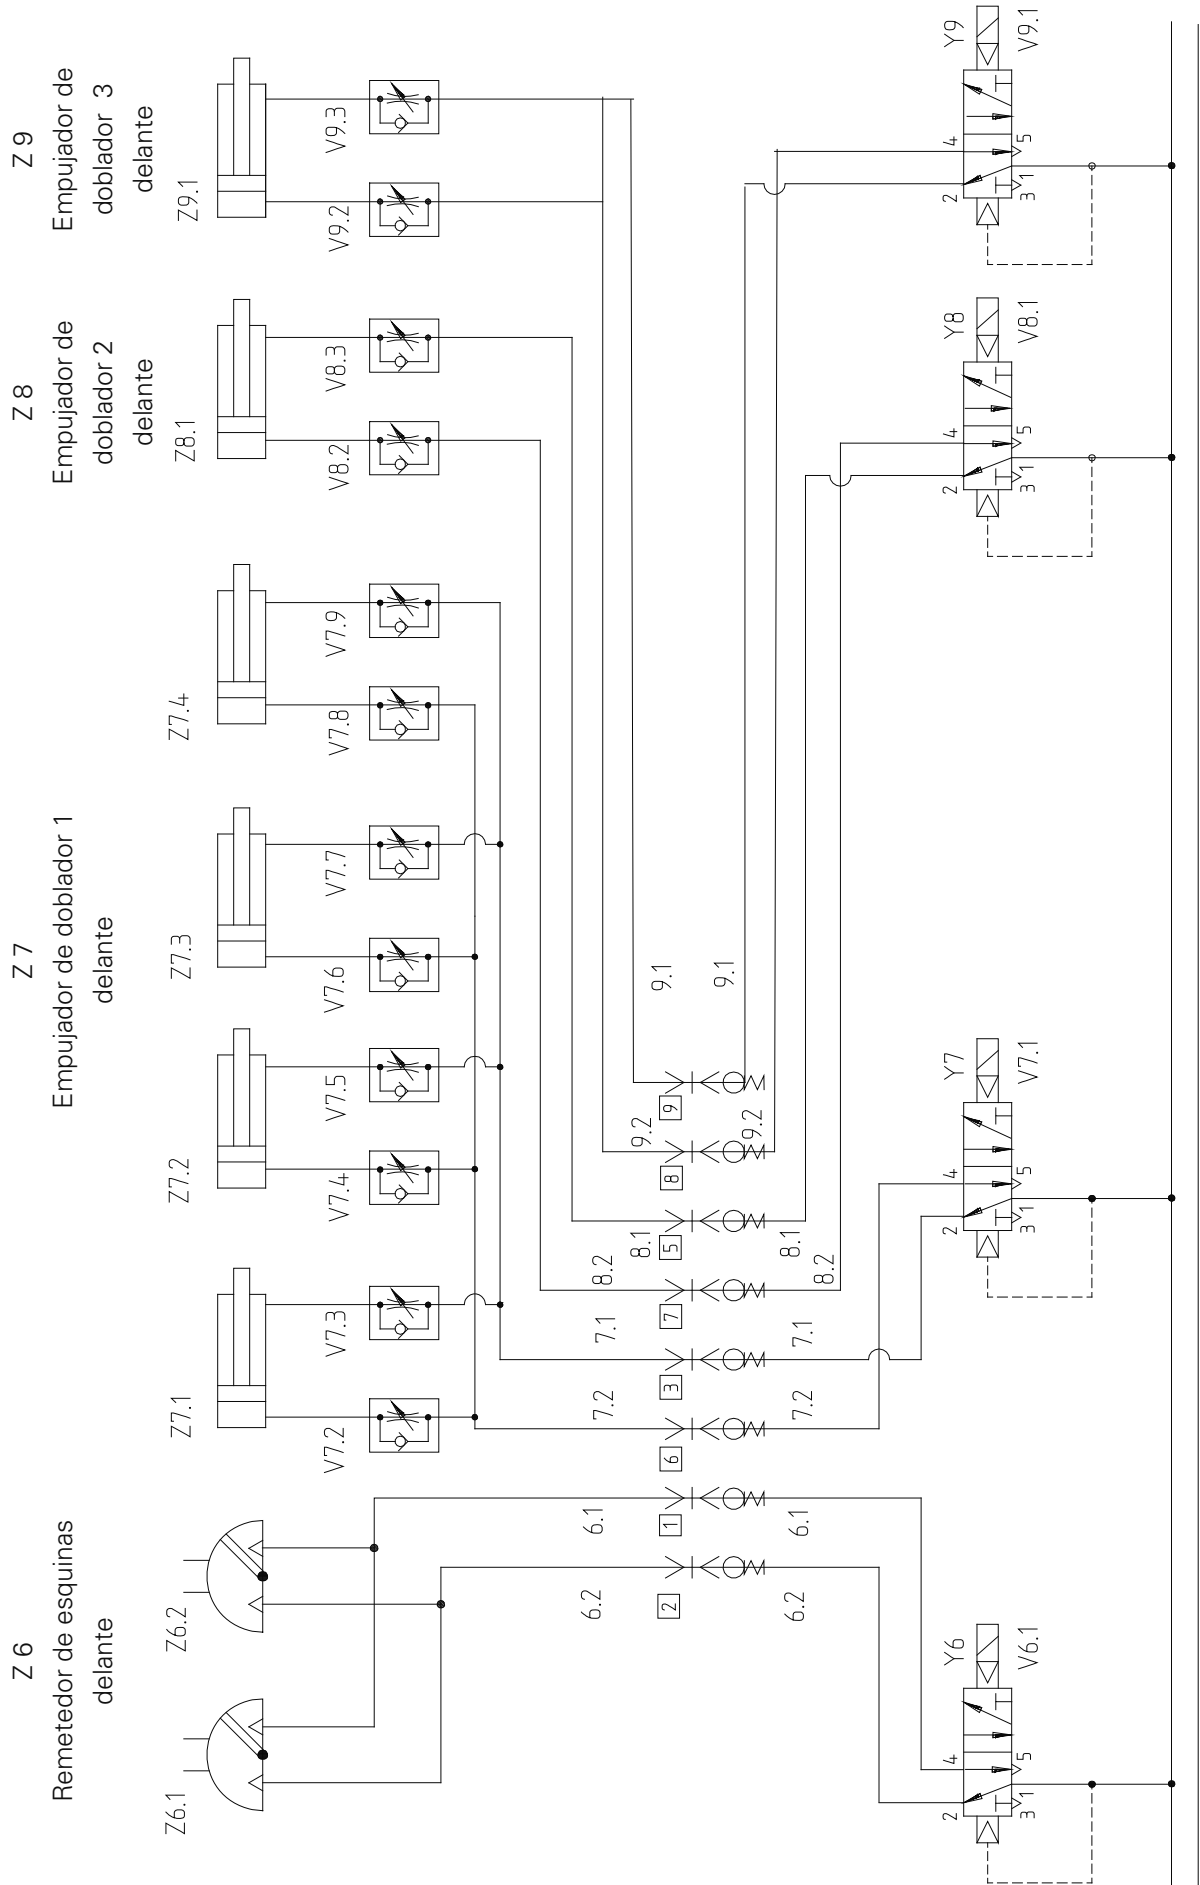 Z 6
Remetedor de esquinas
delante
Z 7
Empujador de doblador 1
delante
Z 8
Empujador de
doblador 2
delante
Z 9
Empujador de
doblador 3
delante
Z6.1
Z6.2
Z7.1
Z7.2
Z7.3
Z7.4
Z8.1
Z9.1
V7.2
V7.3
V7.4
V7.5
V7.6
V7.7
V7.8
V7.9
V8.2
V8.3
V9.2
V9.3
6.2
6.1
7.2
7.1
8.2
8.1
9.2
9.1
2
1
6
3
7
5
8
9
6.2
6.1
7.2
7.1
8.2
8.1
9.2
9.1
2
4
Y6
3
1
5
V6.1
2
4
Y7
3
1
5
V7.1
2
4
Y8
3
1
5
V8.1
2
4
Y9
3
1
5
V9.1